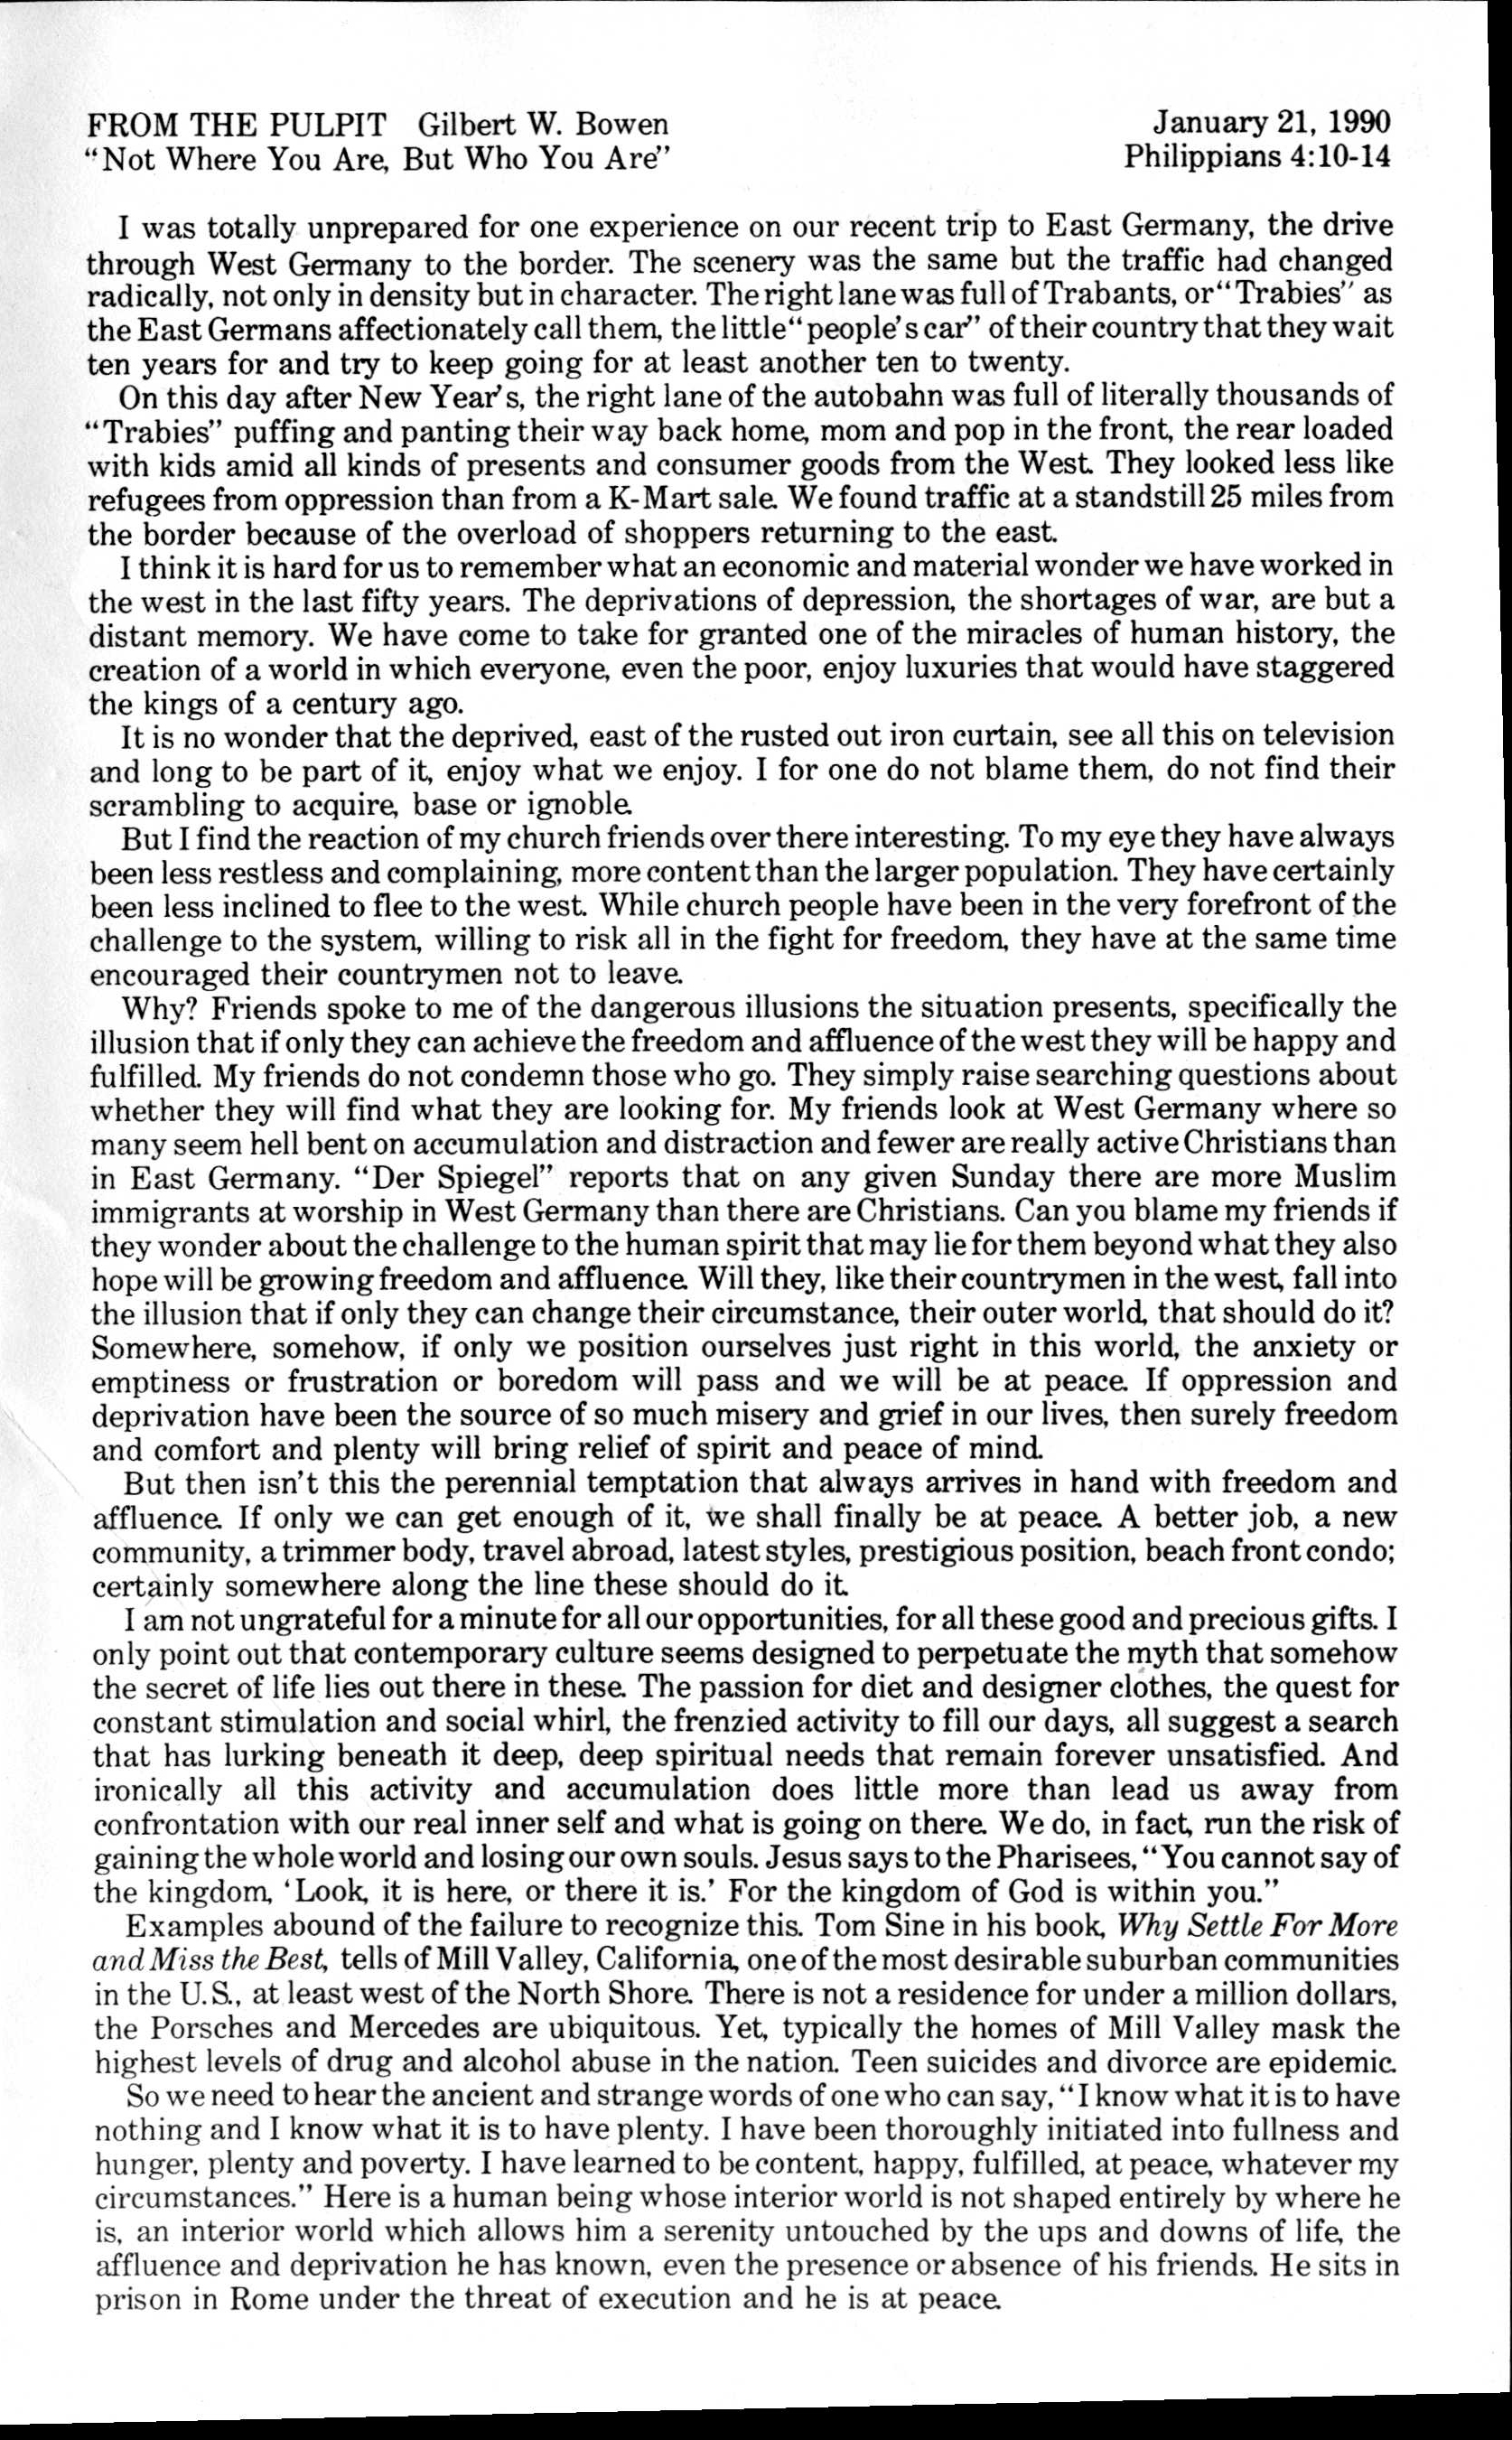 FROM THE PULPIT Gilbert W. Bowen January 21, 1990
“Not Where You Are, But Who You Are” Philippians 4:10-14
I was totally unprepared for one experience on our recent trip to East Germany, the drive
through West Germany to the border. The scenery was the same but the traffic had changed
radically, not only in density but in character. The right lane was full of Trabants, or “Trabies” as
the East Germans affectionately call them, the little “people's car” of their country that they wait
ten years for and try to keep going for at least another ten to twenty.
On this day after New Year's, the right lane of the autobahn was full of literally thousands of
“Trabies” puffing and panting their way back home, mom and pop in the front, the rear loaded
with kids amid all kinds of presents and consumer goods from the West. They looked less like
refugees from oppression than from a K-Mart sale. We found traffic at a standstill 25 miles from
the border because of the overload of shoppers returning to the east.
I think it is hard for us to remember what an economic and material wonder we have worked in
the west in the last fifty years. The deprivations of depression, the shortages of war, are but a
distant memory. We have come to take for granted one of the miracles of human history, the
creation of a world in which everyone, even the poor, enjoy luxuries that would have staggered
the kings of a century ago.
It is no wonder that the deprived, east of the rusted out iron curtain, see all this on television
and long to be part of it, enjoy what we enjoy. I for one do not blame them, do not find their
scrambling to acquire, base or ignoble.
But I find the reaction of my church friends over there interesting. To my eye they have always
been less restless and complaining, more content than the larger population. They have certainly
been less inclined to flee to the west. While church people have been in the very forefront of the
challenge to the system, willing to risk all in the fight for freedom, they have at the same time
encouraged their countrymen not to leave.
Why? Friends spoke to me of the dangerous illusions the situation presents, specifically the
illusion that if only they can achieve the freedom and affluence of the west they will be happy and
fulfilled. My friends do not condemn those who go. They simply raise searching questions about
whether they will find what they are looking for. My friends look at West Germany where so
many seem hell bent on accumulation and distraction and fewer are really active Christians than
in East Germany. “Der Spiegel” reports that on any given Sunday there are more Muslim
immigrants at worship in West Germany than there are Christians. Can you blame my friends if
they wonder about the challenge to the human spirit that may lie for them beyond what they also
hope will be growing freedom and affluence. Will they, like their countrymen in the west, fall into
the illusion that if only they can change their circumstance, their outer world, that should do it?
Somewhere, somehow, if only we position ourselves just right in this world, the anxiety or
emptiness or frustration or boredom will pass and we will be at peace. If oppression and
deprivation have been the source of so much misery and grief in our lives, then surely freedom
and comfort and plenty will bring relief of spirit and peace of mind.
But then isn't this the perennial temptation that always arrives in hand with freedom and
affluence. If only we can get enough of it, we shall finally be at peace. A better job, a new
community, a trimmer body, travel abroad, latest styles, prestigious position, beach front condo;
certainly somewhere along the line these should do it.
I am not ungrateful for a minute for all our opportunities, for all these good and precious gifts. I
only point out that contemporary culture seems designed to perpetuate the myth that somehow
the secret of life lies out there in these. The passion for diet and designer clothes, the quest for
constant stimulation and social whirl, the frenzied activity to fill our days, all suggest a search
that has lurking beneath it deep, deep spiritual needs that remain forever unsatisfied. And
ironically all this activity and accumulation does little more than lead us away from
confrontation with our real inner self and what is going on there. We do, in fact, run the risk of
gaining the whole world and losing our own souls. Jesus says to the Pharisees, “You cannot say of
the kingdom, ‘Look, it is here, or there it is.’ For the kingdom of God is within you.”
Examples abound of the failure to recognize this. Tom Sine in his book, Why Settle For More
and Miss the Best, tells of Mill Valley, California, one of the most desirable suburban communities
in the U.S., at least west of the North Shore. There is not a residence for under a million dollars,
the Porsches and Mercedes are ubiquitous. Yet, typically the homes of Mill Valley mask the
highest levels of drug and alcohol abuse in the nation. Teen suicides and divorce are epidemic.
So we need to hear the ancient and strange words of one who can say, “I know what it is to have
nothing and I know what it is to have plenty. I have been thoroughly initiated into fullness and
hunger, plenty and poverty. I have learned to be content, happy, fulfilled, at peace, whatever my
circumstances.” Here is a human being whose interior world is not shaped entirely by where he
is, an interior world which allows him a serenity untouched by the ups and downs of life, the
affluence and deprivation he has known, even the presence or absence of his friends. He sits in
prison in Rome under the threat of execution and he is at peace.